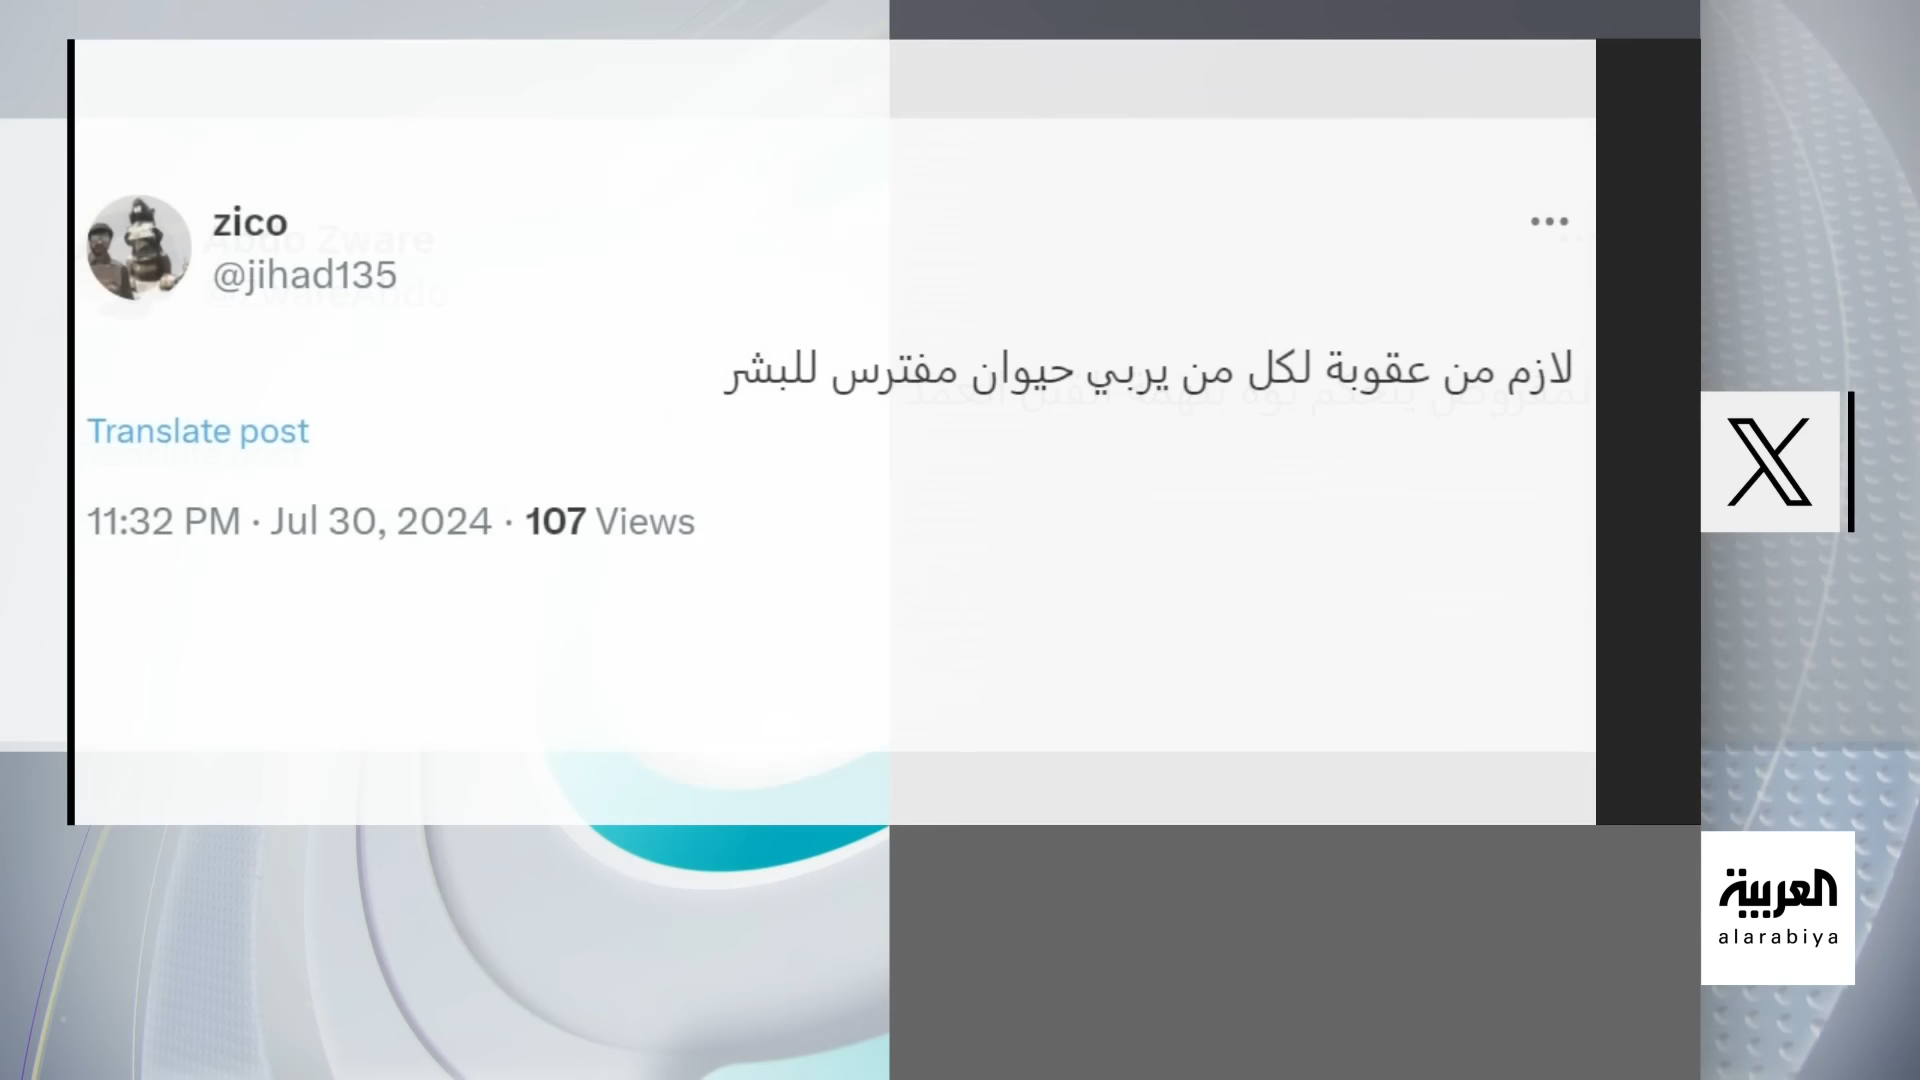 zico
@jihad135
لازم من عقوبة لكل من يربي حيوان مفترس للبشر
Translate post
11:32 PM · Jul 30, 2024 · 107 Views
العربية
alarabiya